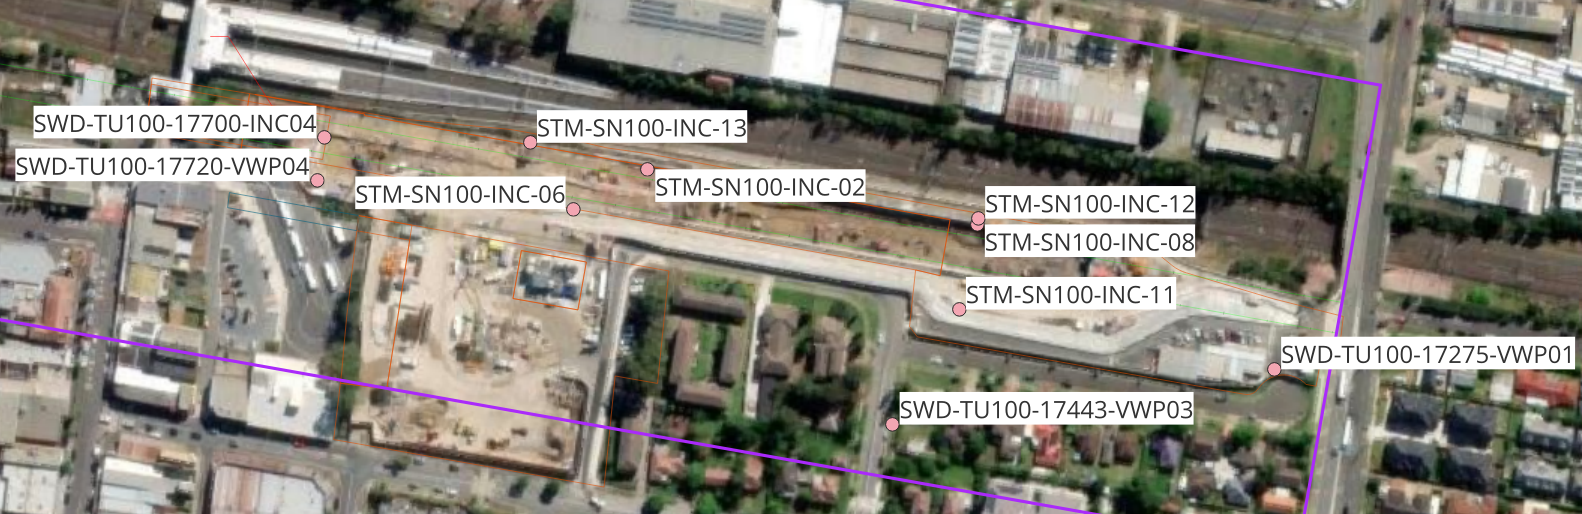 SWD-TU100-17700-INC04
STM-SN100-INC-13
SWD-TU100-17720-VWP04
STM-SN100-INC-06
STM-SN100-INC-02
STM-SN100-INC-12
STM-SN100-INC-08
STM-SN100-INC-11
SWD-TU100-17275-VWP01
SWD-TU100-17443-VWP03